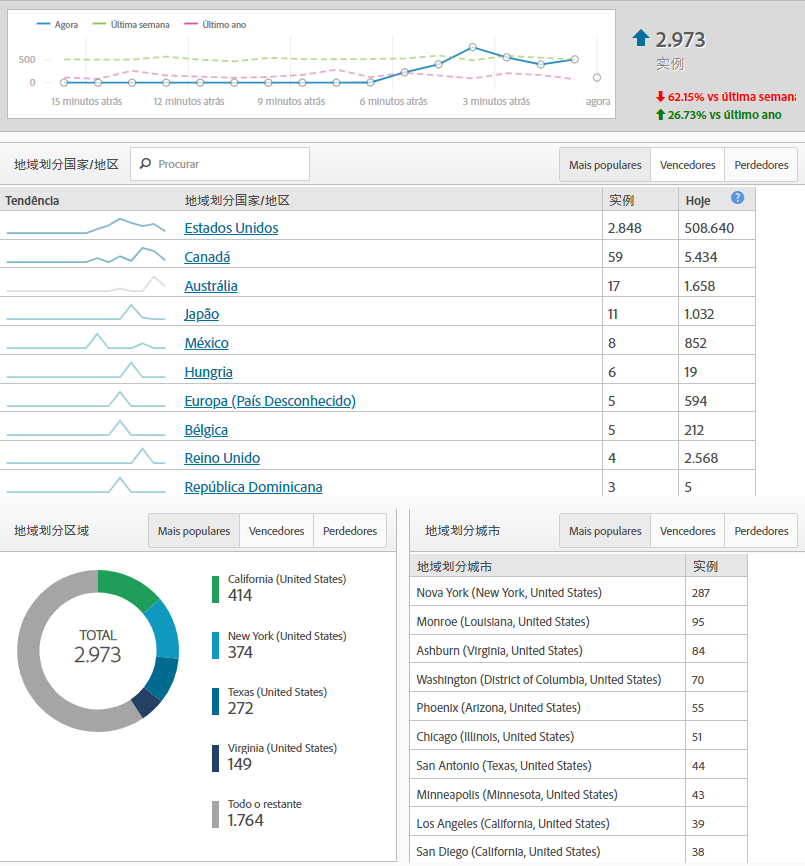 Agora Última semana Último ano
500
0
15 minutos atrás 12 minutos atrás 9 minutos atrás 6 minutos atrás 3 minutos atrás agora
2.973
实例
62.15% vs última semana
26.73% vs último ano
地域划分国家/地区 Procurar Mais populares Vencedores Perdedores
Tendência 地域划分国家/地区 实例 Hoje ?
Estados Unidos 2.848 508.640
Canadá 59 5.434
Austrália 17 1.658
Japão 11 1.032
México 8 852
Hungria 6 19
Europa (País Desconhecido) 5 594
Bélgica 5 212
Reino Unido 4 2.568
República Dominicana 3 5
地域划分区域 Mais populares Vencedores Perdedores
TOTAL
2.973
California (United States)
414
New York (United States)
374
Texas (United States)
272
Virginia (United States)
149
Todo o restante
1.764
地域划分城市 Mais populares Vencedores Perdedores
地域划分城市 实例
Nova York (New York, United States) 287
Monroe (Louisiana, United States) 95
Ashburn (Virginia, United States) 84
Washington (District of Columbia, United States) 70
Phoenix (Arizona, United States) 55
Chicago (Illinois, United States) 51
San Antonio (Texas, United States) 44
Minneapolis (Minnesota, United States) 43
Los Angeles (California, United States) 39
San Diego (California, United States) 38